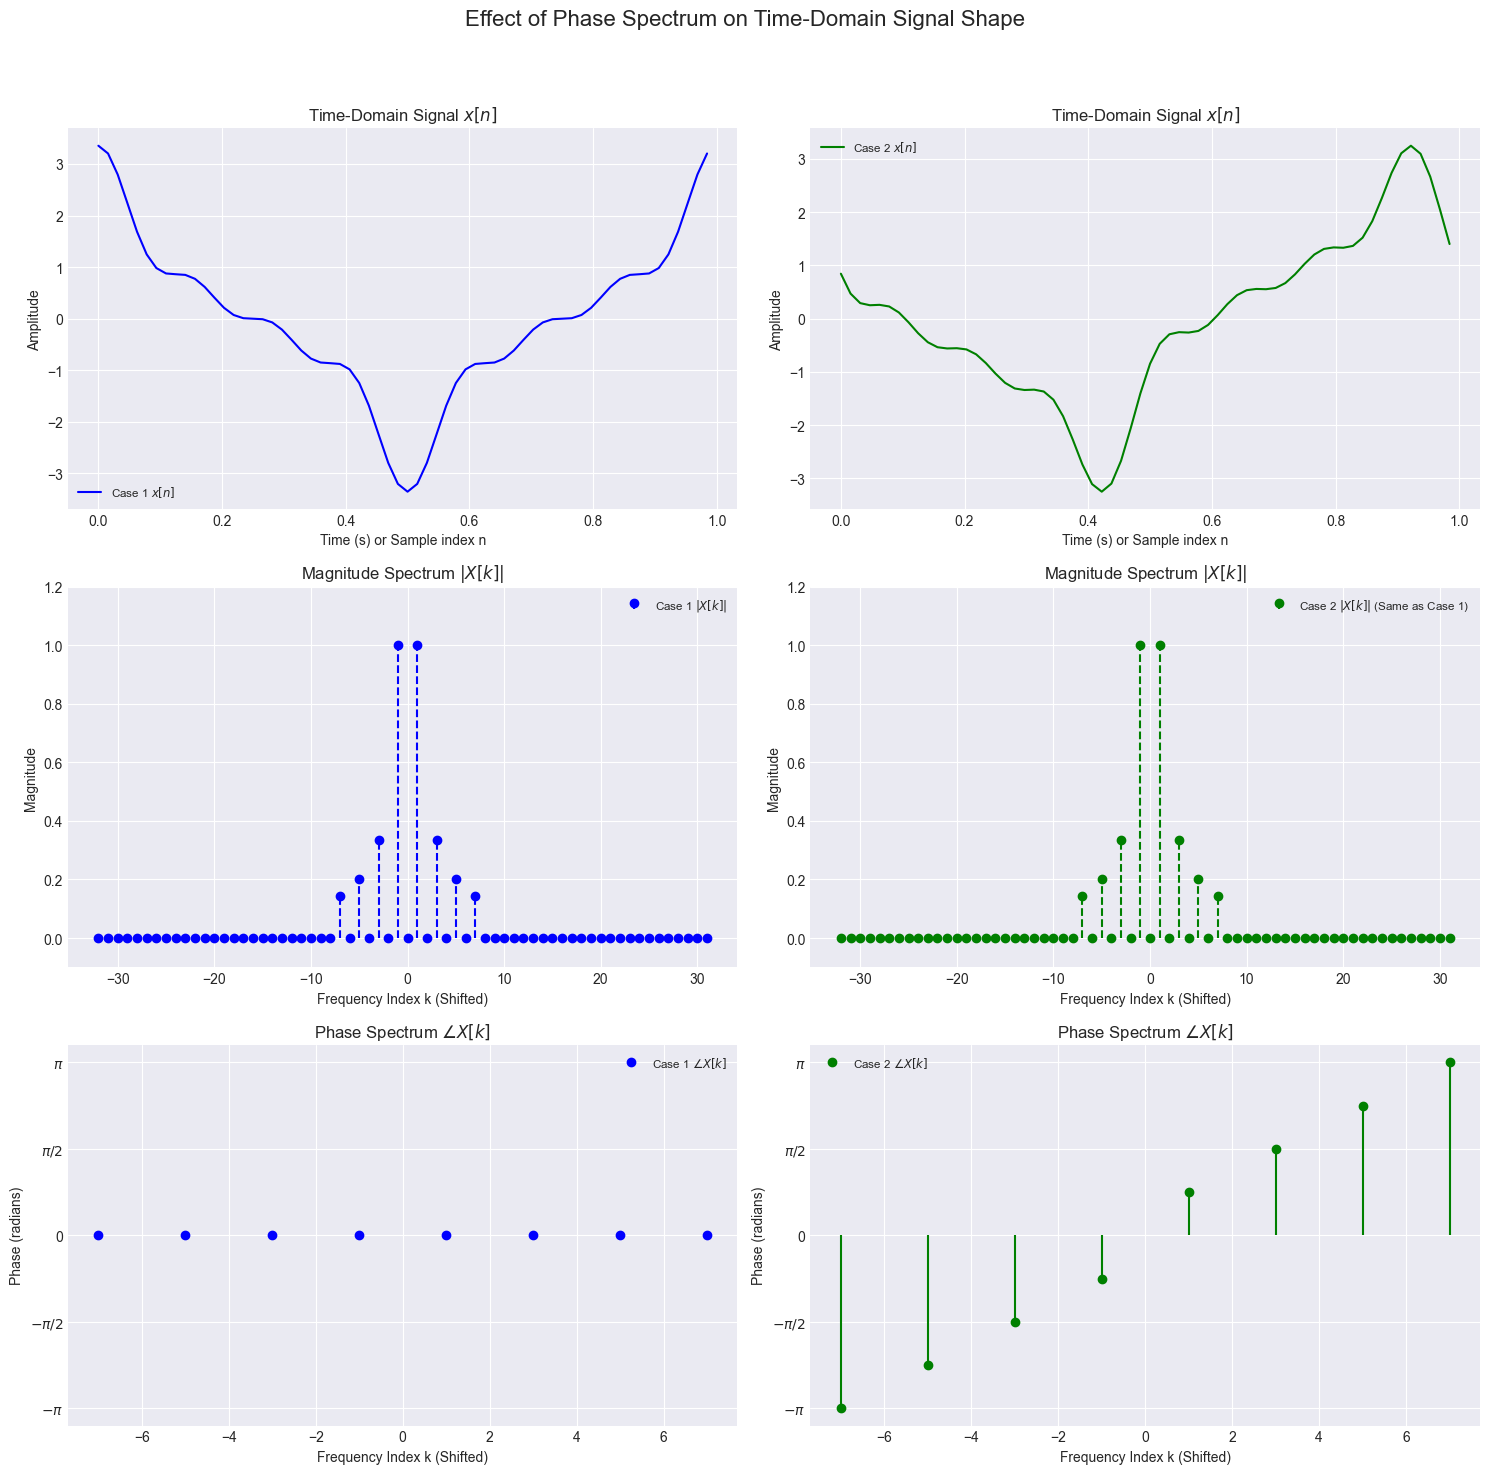 Effect of Phase Spectrum on Time-Domain Signal Shape
Time-Domain Signal x[n]
3
2
1
0
−1
−2
−3
Amplitude
Case 1 x[n]
0.0 0.2 0.4 0.6 0.8 1.0
Time (s) or Sample index n
Time-Domain Signal x[n]
Case 2 x[n]
3
2
1
0
−1
−2
−3
Amplitude
0.0 0.2 0.4 0.6 0.8 1.0
Time (s) or Sample index n
Magnitude Spectrum |X[k]|
Case 1 |X[k]|
1.2
1.0
0.8
0.6
0.4
0.2
0.0
Magnitude
−30 −20 −10 0 10 20 30
Frequency Index k (Shifted)
Magnitude Spectrum |X[k]|
Case 2 |X[k]| (Same as Case 1)
1.2
1.0
0.8
0.6
0.4
0.2
0.0
Magnitude
−30 −20 −10 0 10 20 30
Frequency Index k (Shifted)
Phase Spectrum ∠X[k]
Case 1 ∠X[k]
π
π/2
0
−π/2
−π
Phase (radians)
−6 −4 −2 0 2 4 6
Frequency Index k (Shifted)
Phase Spectrum ∠X[k]
Case 2 ∠X[k]
π
π/2
0
−π/2
−π
Phase (radians)
−6 −4 −2 0 2 4 6
Frequency Index k (Shifted)